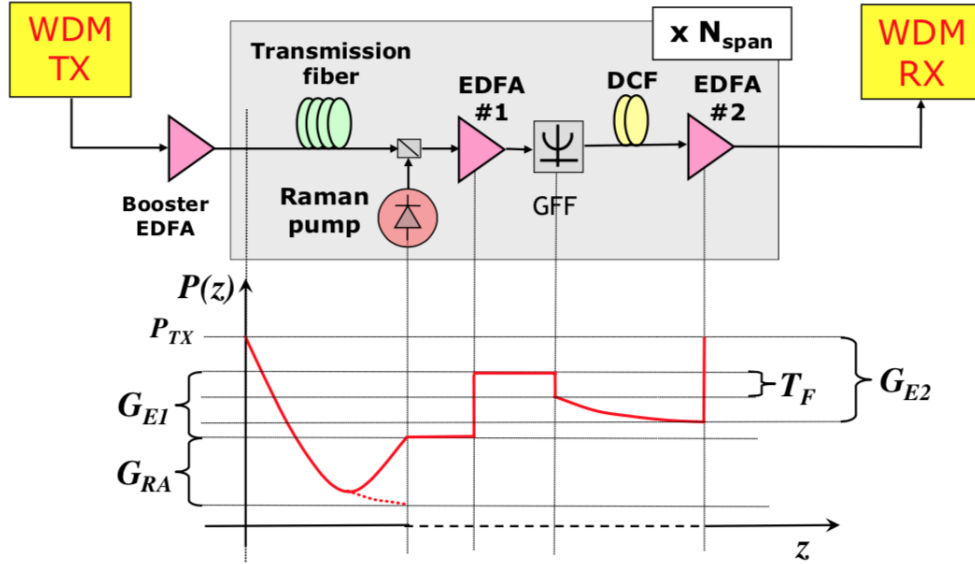 WDM
TX
x N_span
WDM
RX
Transmission
fiber
EDFA
#1
DCF
EDFA
#2
Booster
EDFA
Raman
pump
GFF
P(z)
P_TX
G_E1
T_F
G_E2
G_RA
z